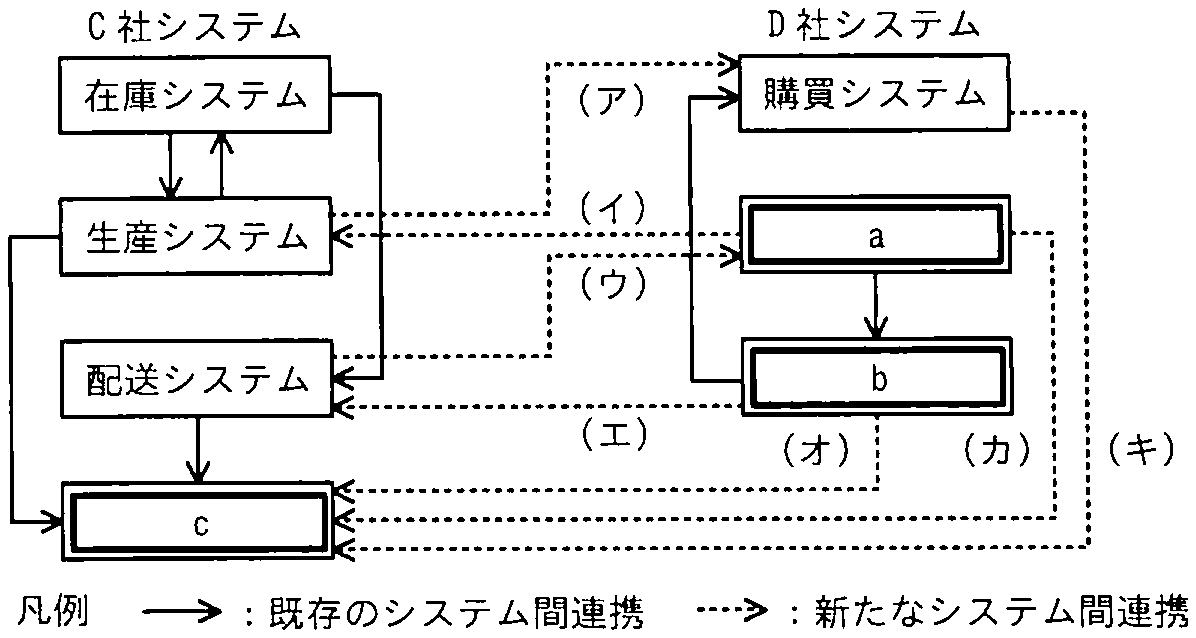 C社システム
D社システム
在庫システム
購買システム
(ア)
生産システム
(イ)
a
(ウ)
配送システム
b
(エ)
(オ)
(カ)
(キ)
c
凡例 :既存のシステム間連携 :新たなシステム間連携